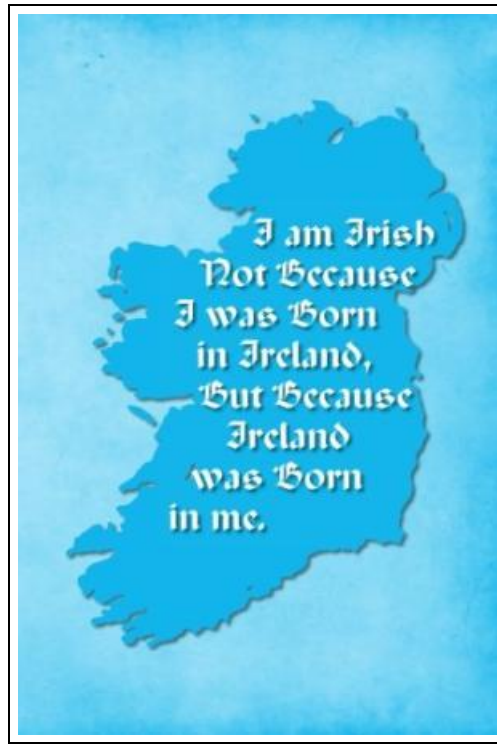 I am Irish
Not Because
I was Born
in Ireland,
But Because
Ireland
was Born
in me.